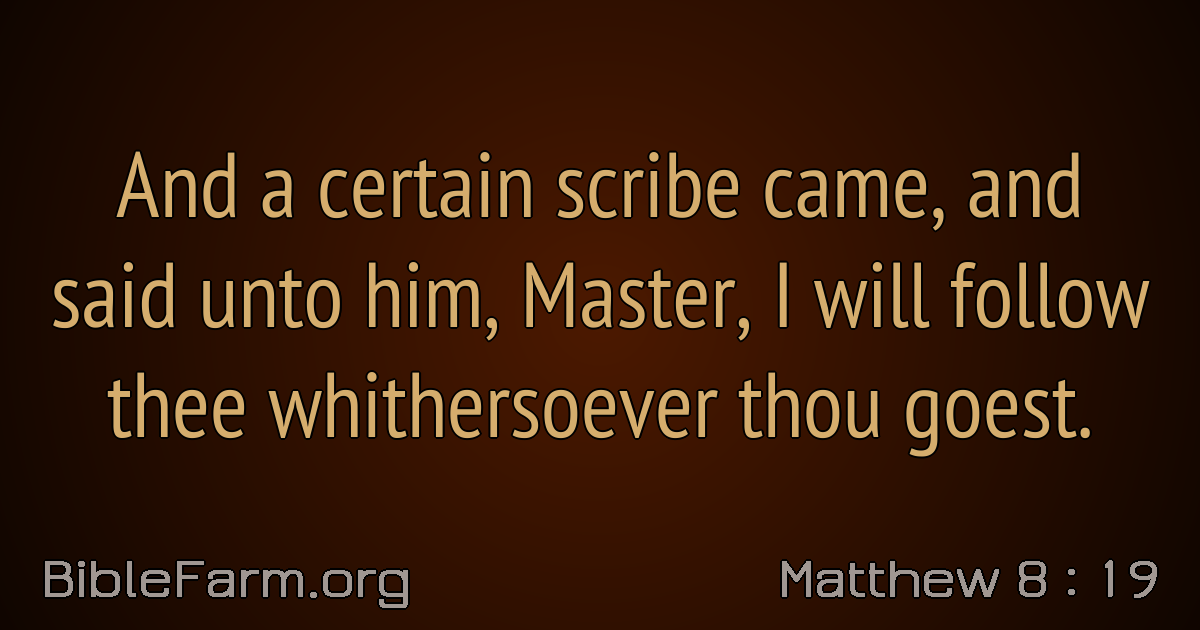 And a certain scribe came, and
said unto him, Master, I will follow
thee whithersoever thou goest.
BibleFarm.org
Matthew 8 : 19